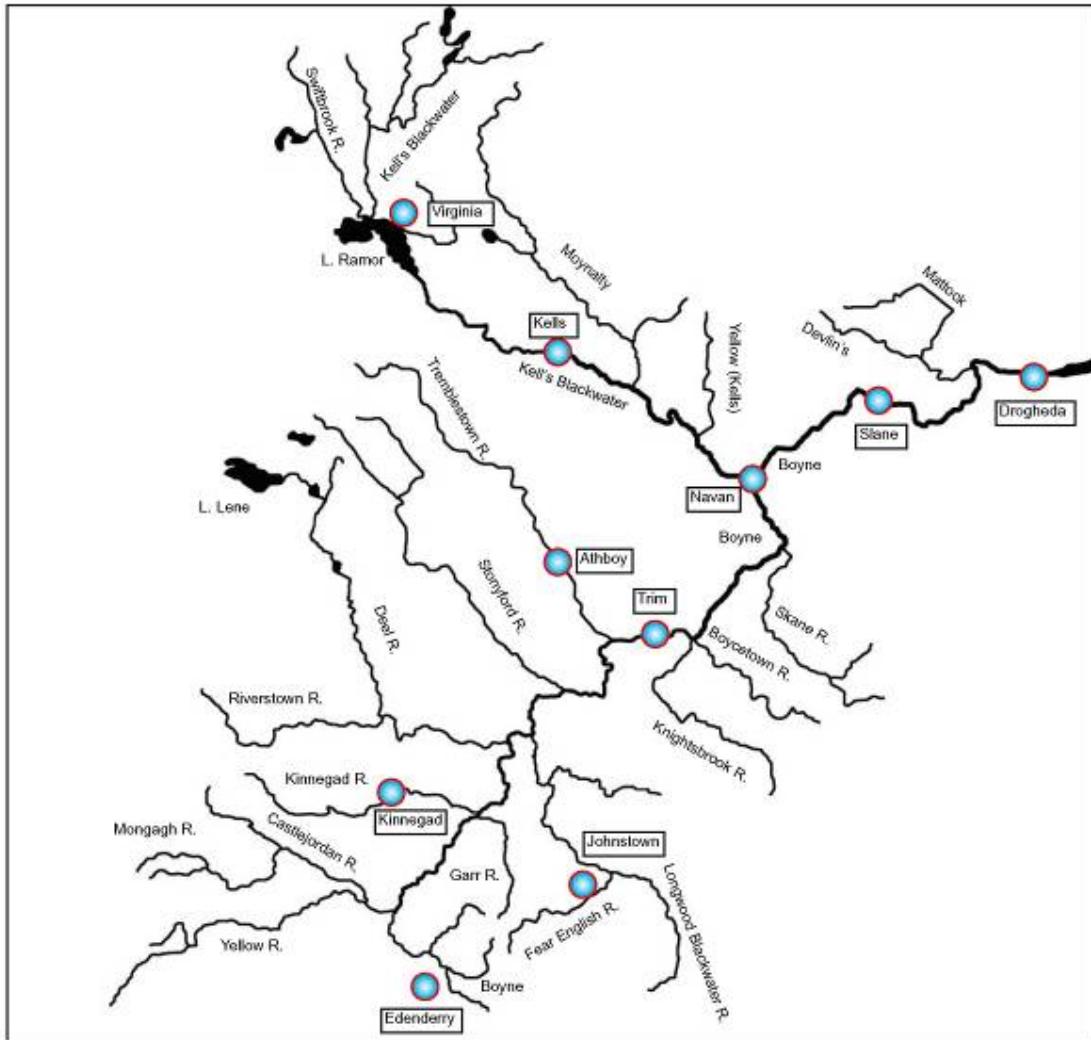 Swiftbrook R.
Kell's Blackwater
Virginia
L. Ramor
Moynalty
Mattock
Kells
Yellow (Kells)
Devlin's
Kell's Blackwater
Tremblestown R.
Drogheda
Slane
Boyne
L. Lene
Navan
Boyne
Athboy
Stonyford R.
Trim
Deel R.
Skane R.
Boycetown R.
Riverstown R.
Knightsbrook R.
Kinnegad R.
Kinnegad
Mongagh R.
Castlejordan R.
Johnstown
Garr R.
Longwood Blackwater R.
Fear English R.
Yellow R.
Boyne
Edenderry